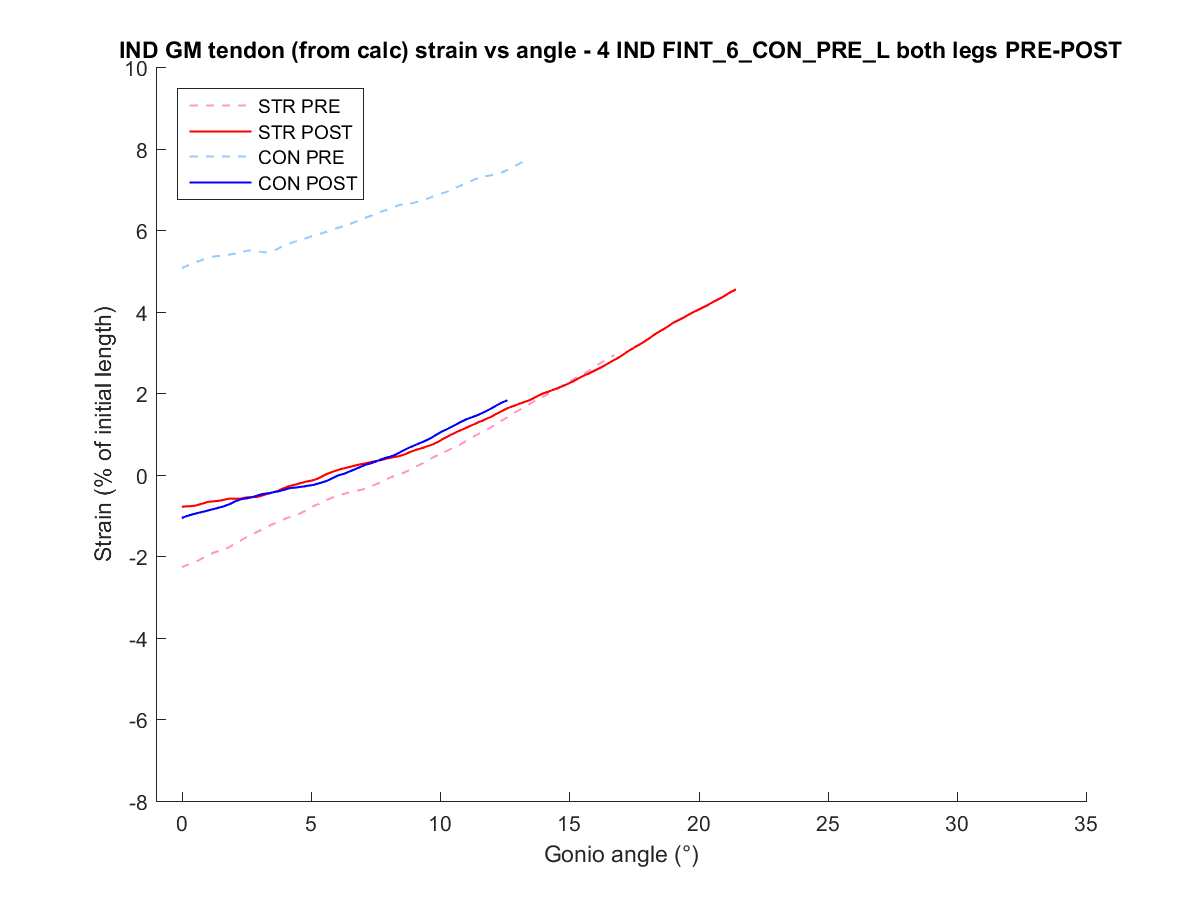 IND GM tendon (from calc) strain vs angle - 4 IND FINT_6_CON_PRE_L both legs PRE-POST
10
8
6
4
2
0
-2
-4
-6
-8
STR PRE
STR POST
CON PRE
CON POST
Strain (% of initial length)
0 5 10 15 20 25 30 35
Gonio angle (°)